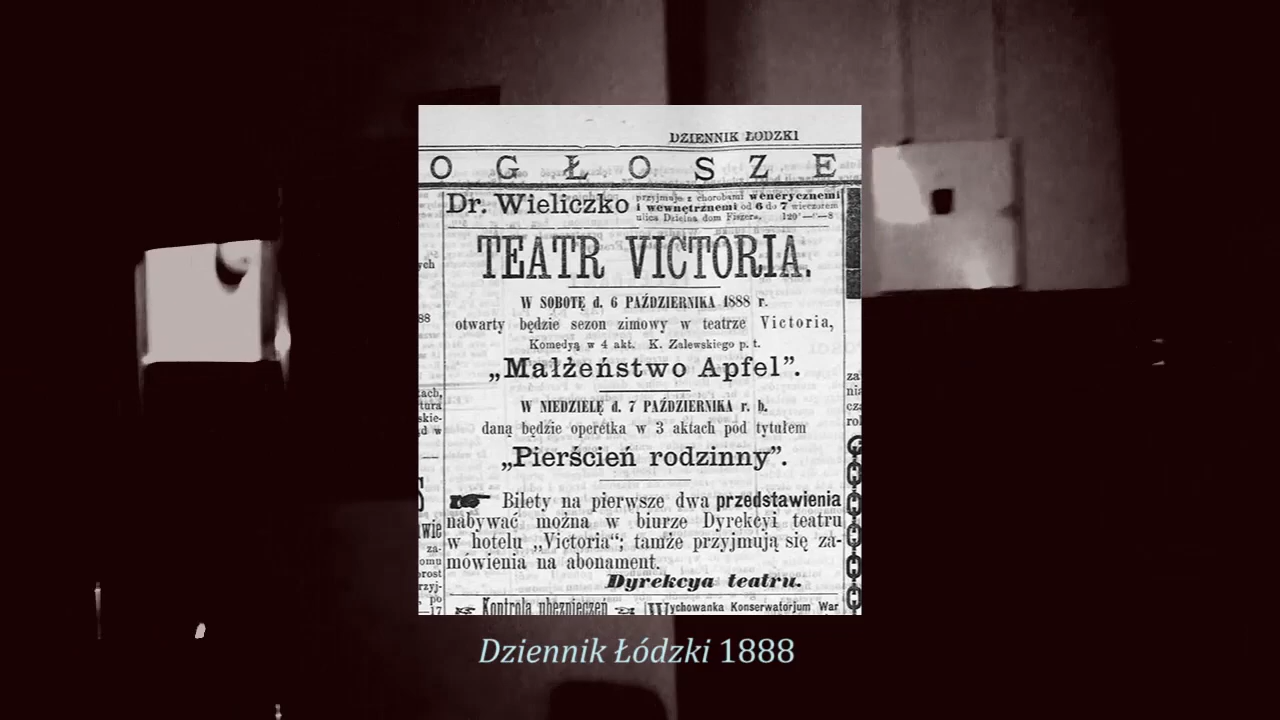 DZIENNIK ŁODZKI
OGŁOSZE
Dr. Wieliczko
przyjmuje z chorobami wenerycznemi
i wewnętrznemi od 6 do 7 wieczorem
ulica Dzielna dom Fiszera.
TEATR VICTORIA.
W SOBOTĘ d. 6 PAŹDZIERNIKA 1888 r.
otwarty będzie sezon zimowy w teatrze Victoria,
Komedyą w 4 akt. K. Zalewskiego p. t.
„Małżeństwo Apfel”.
W NIEDZIELĘ d. 7 PAŹDZIERNIKA r. b.
daną będzie operetka w 3 aktach pod tytułem
„Pierścień rodzinny”.
Bilety na pierwsze dwa przedstawienia
nabywać można w biurze Dyrekcyi teatru
w hotelu „Victoria“; tamże przyjmują się za-
mówienia na abonament.
Dyrekcya teatru.
Kontrola ubezpieczeń
Wychowanka Konserwatorjum War
Dziennik Łódzki 1888